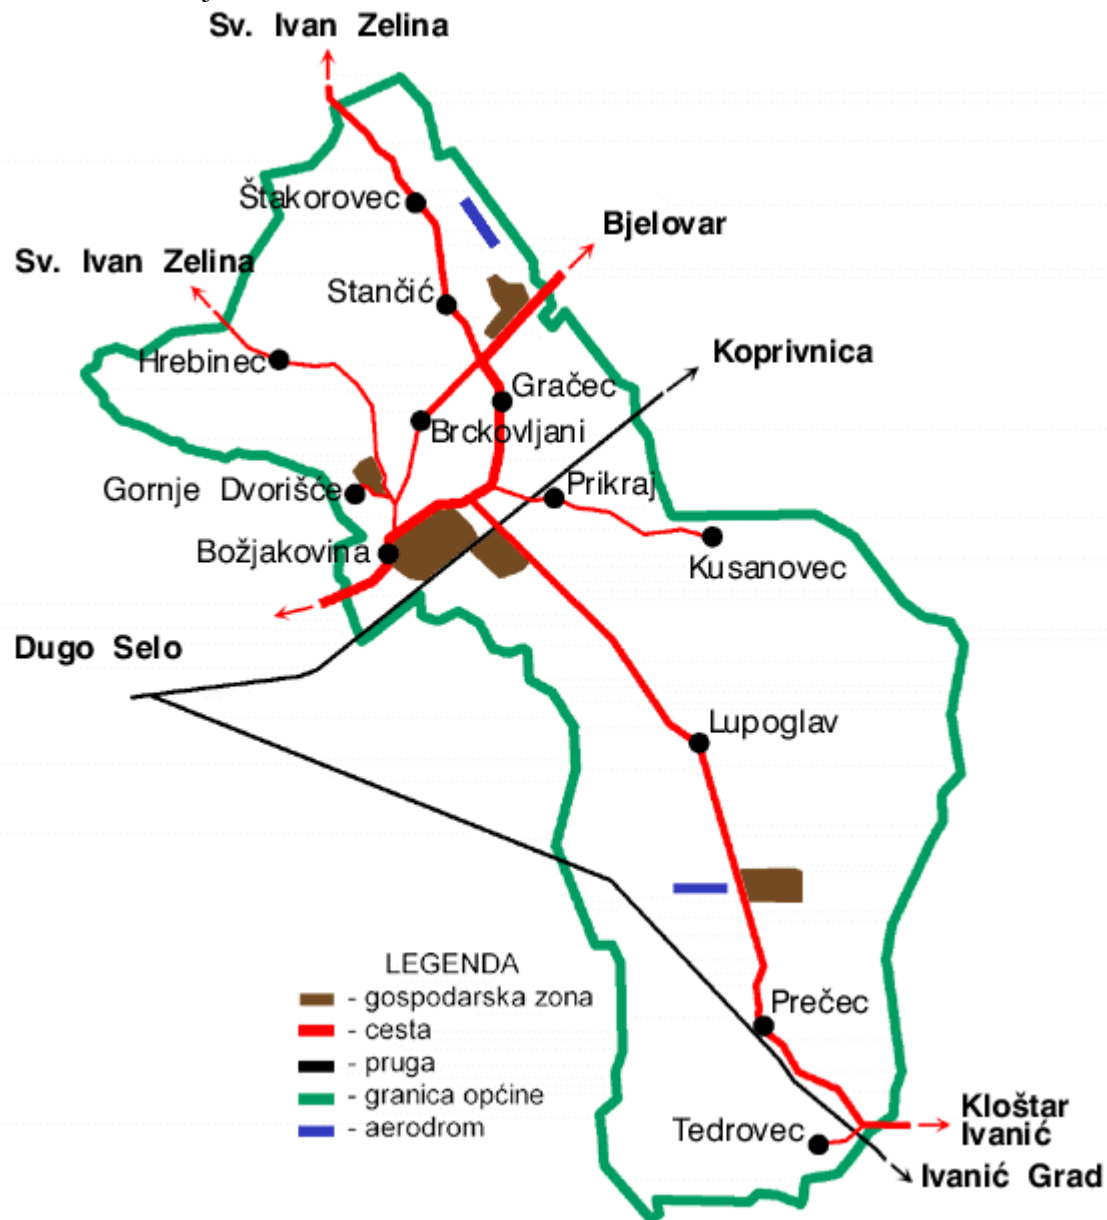 Sv. Ivan Zelina
Štakorovec
Bjelovar
Sv. Ivan Zelina
Stančić
Koprivnica
Hrebinec
Gračec
Brckovljani
Gornje Dvorišće
Prikraj
Božjakovina
Kusanovec
Dugo Selo
Lupoglav
LEGENDA
- gospodarska zona
- cesta
- pruga
- granica općine
- aerodrom
Prečec
Kloštar
Ivanić
Tedrovec
Ivanić Grad